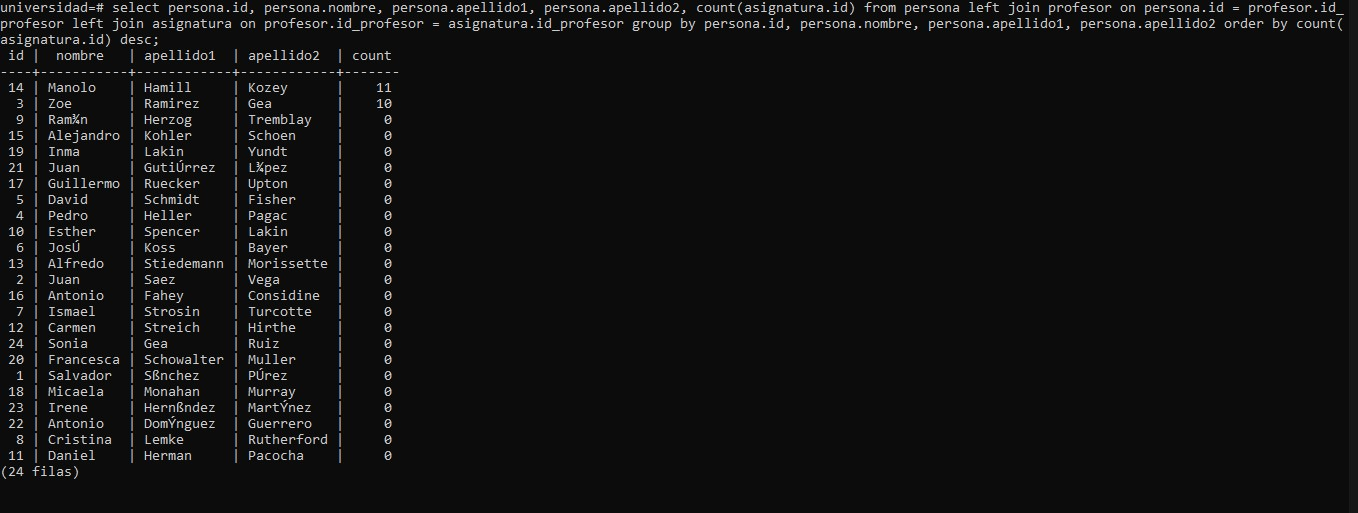 universidad=# select persona.id, persona.nombre, persona.apellido1, persona.apellido2, count(asignatura.id) from persona left join profesor on persona.id = profesor.id_
profesor left join asignatura on profesor.id_profesor = asignatura.id_profesor group by persona.id, persona.nombre, persona.apellido1, persona.apellido2 order by count(
asignatura.id) desc;
 id |  nombre   | apellido1  | apellido2  | count
----+-----------+------------+------------+-------
 14 | Manolo    | Hamill     | Kozey      |    11
  3 | Zoe       | Ramirez    | Gea        |    10
  9 | Ram¾n     | Herzog     | Tremblay   |     0
 15 | Alejandro | Kohler     | Schoen     |     0
 19 | Inma      | Lakin      | Yundt      |     0
 21 | Juan      | GutiÚrrez  | L¾pez      |     0
 17 | Guillermo | Ruecker    | Upton      |     0
  5 | David     | Schmidt    | Fisher     |     0
  4 | Pedro     | Heller     | Pagac      |     0
 10 | Esther    | Spencer    | Lakin      |     0
  6 | JosÚ      | Koss       | Bayer      |     0
 13 | Alfredo   | Stiedemann | Morissette |     0
  2 | Juan      | Saez       | Vega       |     0
 16 | Antonio   | Fahey      | Considine  |     0
  7 | Ismael    | Strosin    | Turcotte   |     0
 12 | Carmen    | Streich    | Hirthe     |     0
 24 | Sonia     | Gea        | Ruiz       |     0
 20 | Francesca | Schowalter | Muller     |     0
  1 | Salvador  | Sßnchez    | PÚrez      |     0
 18 | Micaela   | Monahan    | Murray     |     0
 23 | Irene     | Hernßndez  | MartÝnez   |     0
 22 | Antonio   | DomÝnguez  | Guerrero   |     0
  8 | Cristina  | Lemke      | Rutherford |     0
 11 | Daniel    | Herman     | Pacocha    |     0
(24 filas)